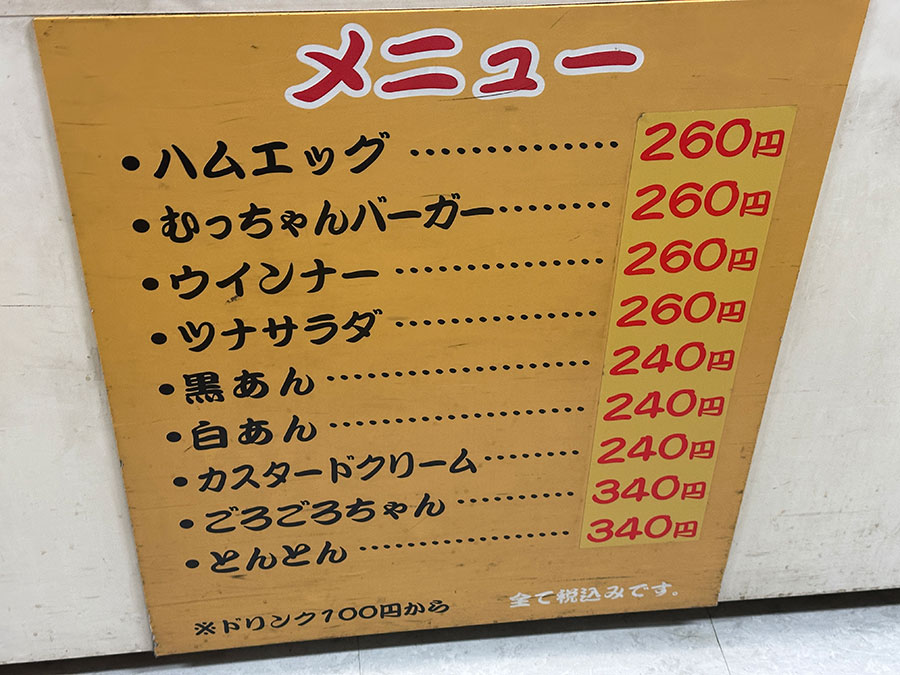 メニュー
・ハムエッグ ‥‥‥‥‥‥‥ 260円
・むっちゃんバーガー‥‥‥‥ 260円
・ウインナー ‥‥‥‥‥‥‥ 260円
・ツナサラダ ‥‥‥‥‥‥‥ 260円
・黒あん ‥‥‥‥‥‥‥‥‥ 240円
・白あん ‥‥‥‥‥‥‥‥‥ 240円
・カスタードクリーム‥‥‥‥ 240円
・ごろごろちゃん ‥‥‥‥‥ 340円
・とんとん ‥‥‥‥‥‥‥‥ 340円
全て税込みです。
※ドリンク100円から